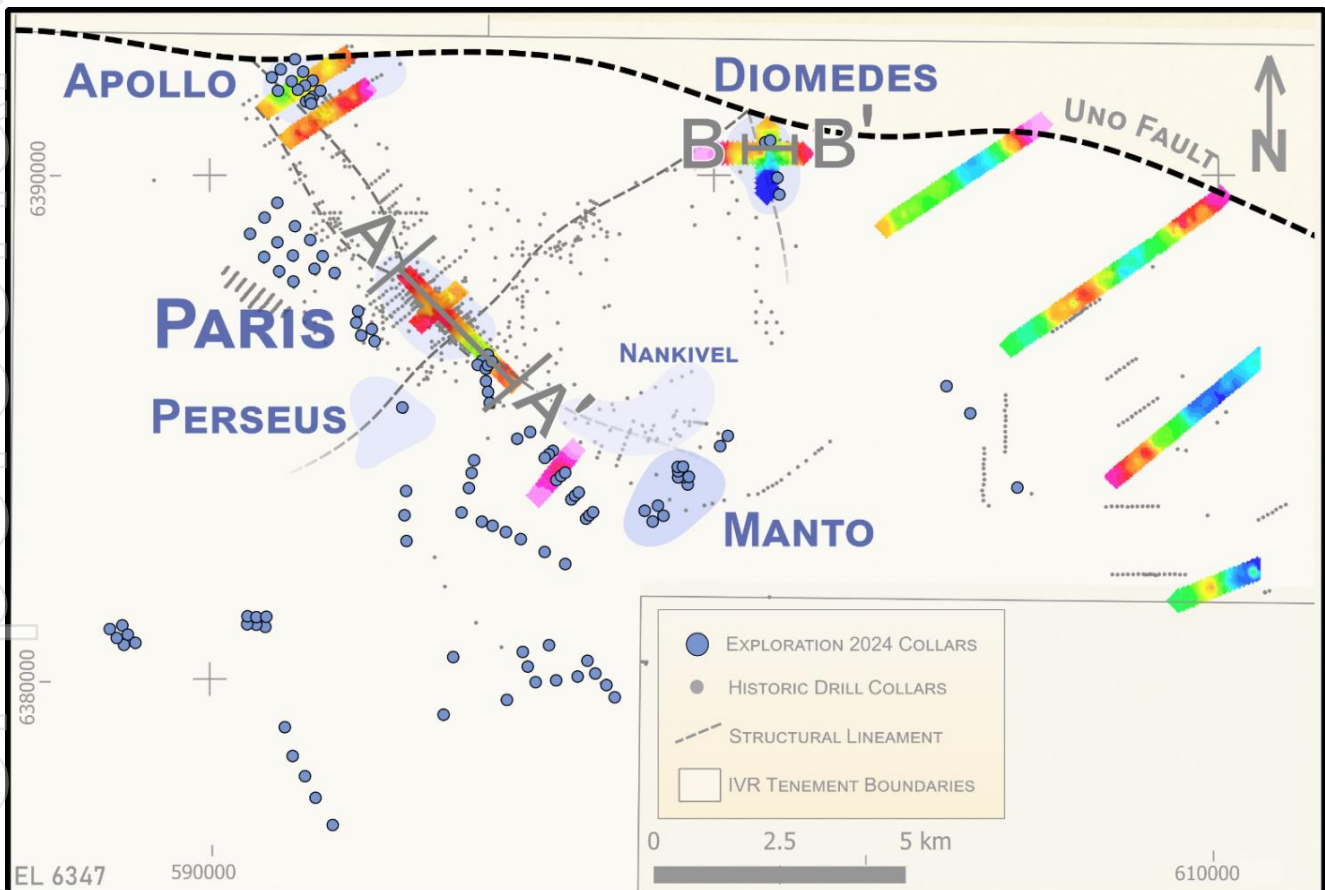 APOLLO
DIOMEDES
UNO FAULT
N
B
B'
6390000
A
PARIS
NANKIVEL
PERSEUS
A'
MANTO
EXPLORATION 2024 COLLARS
HISTORIC DRILL COLLARS
STRUCTURAL LINEAMENT
IVR TENEMENT BOUNDARIES
6380000
0 2.5 5 km
EL 6347
590000
610000